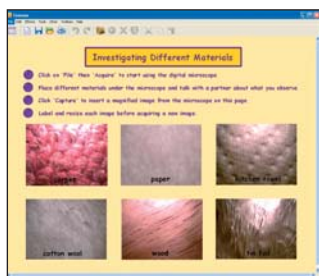 Investigating Different Materials
Click on 'File' then 'Acquire' to start using the digital microscope
Place different materials under the microscope and talk with a partner about what you observe
Click 'Capture' to insert a magnified image from the microscope on this page
Label and resize each image before acquiring a new image
carpet
paper
kitchen towel
cotton wool
wood
tin foil